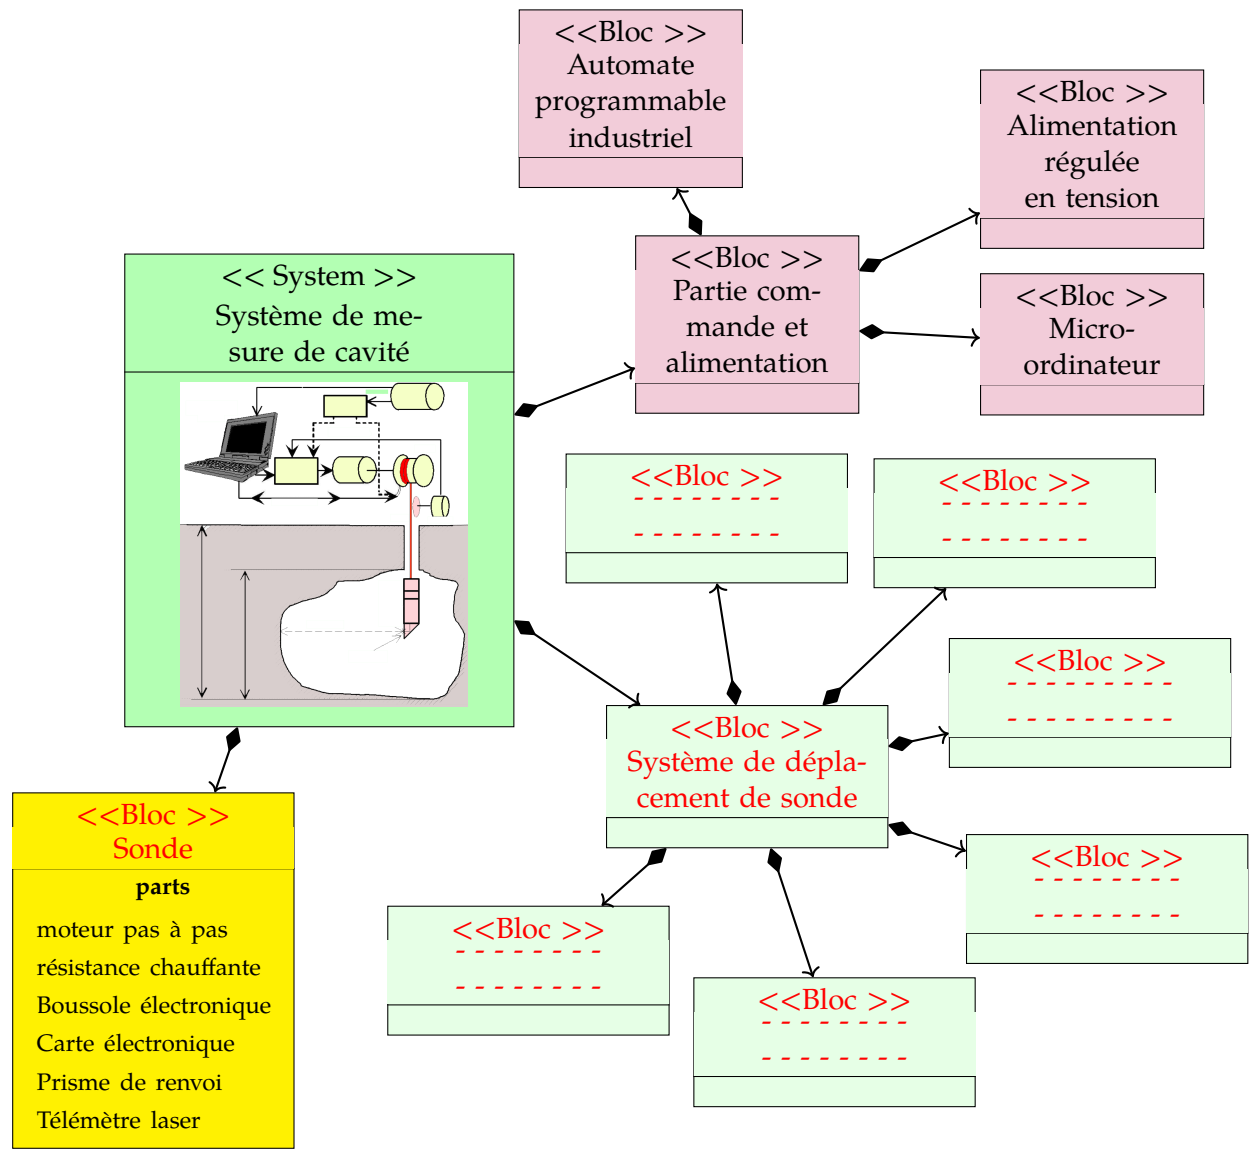 <<Bloc >>
Automate
programmable
industriel
<<Bloc >>
Alimentation
régulée
en tension
<<Bloc >>
Partie com-
mande et
alimentation
<<Bloc >>
Micro-
ordinateur
<< System >>
Système de me-
sure de cavité
<<Bloc >>
- - - - - - - -
- - - - - - - -
<<Bloc >>
- - - - - - - -
- - - - - - - -
<<Bloc >>
- - - - - - - - -
- - - - - - - - -
<<Bloc >>
Système de dépla-
cement de sonde
<<Bloc >>
- - - - - - - -
- - - - - - - -
<<Bloc >>
- - - - - - - -
- - - - - - - -
<<Bloc >>
- - - - - - - -
- - - - - - - -
<<Bloc >>
Sonde
parts
moteur pas à pas
résistance chauffante
Boussole électronique
Carte électronique
Prisme de renvoi
Télémètre laser